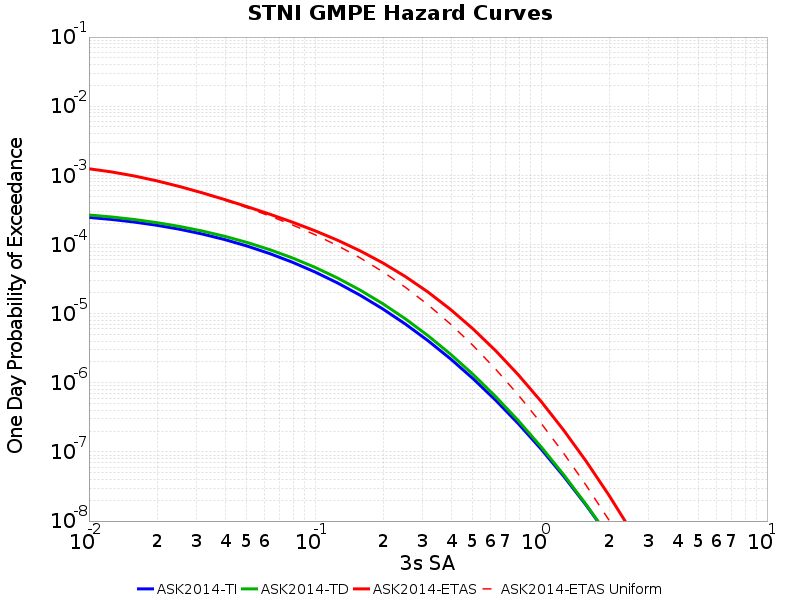 STNI GMPE Hazard Curves
One Day Probability of Exceedance
10^-1
10^-2
10^-3
10^-4
10^-5
10^-6
10^-7
10^-8
10^-2 2 3 4 5 6 10^-1 2 3 4 5 6 7 10^0 2 3 4 5 6 7 10^1
3s SA
ASK2014-TI ASK2014-TD ASK2014-ETAS ASK2014-ETAS Uniform